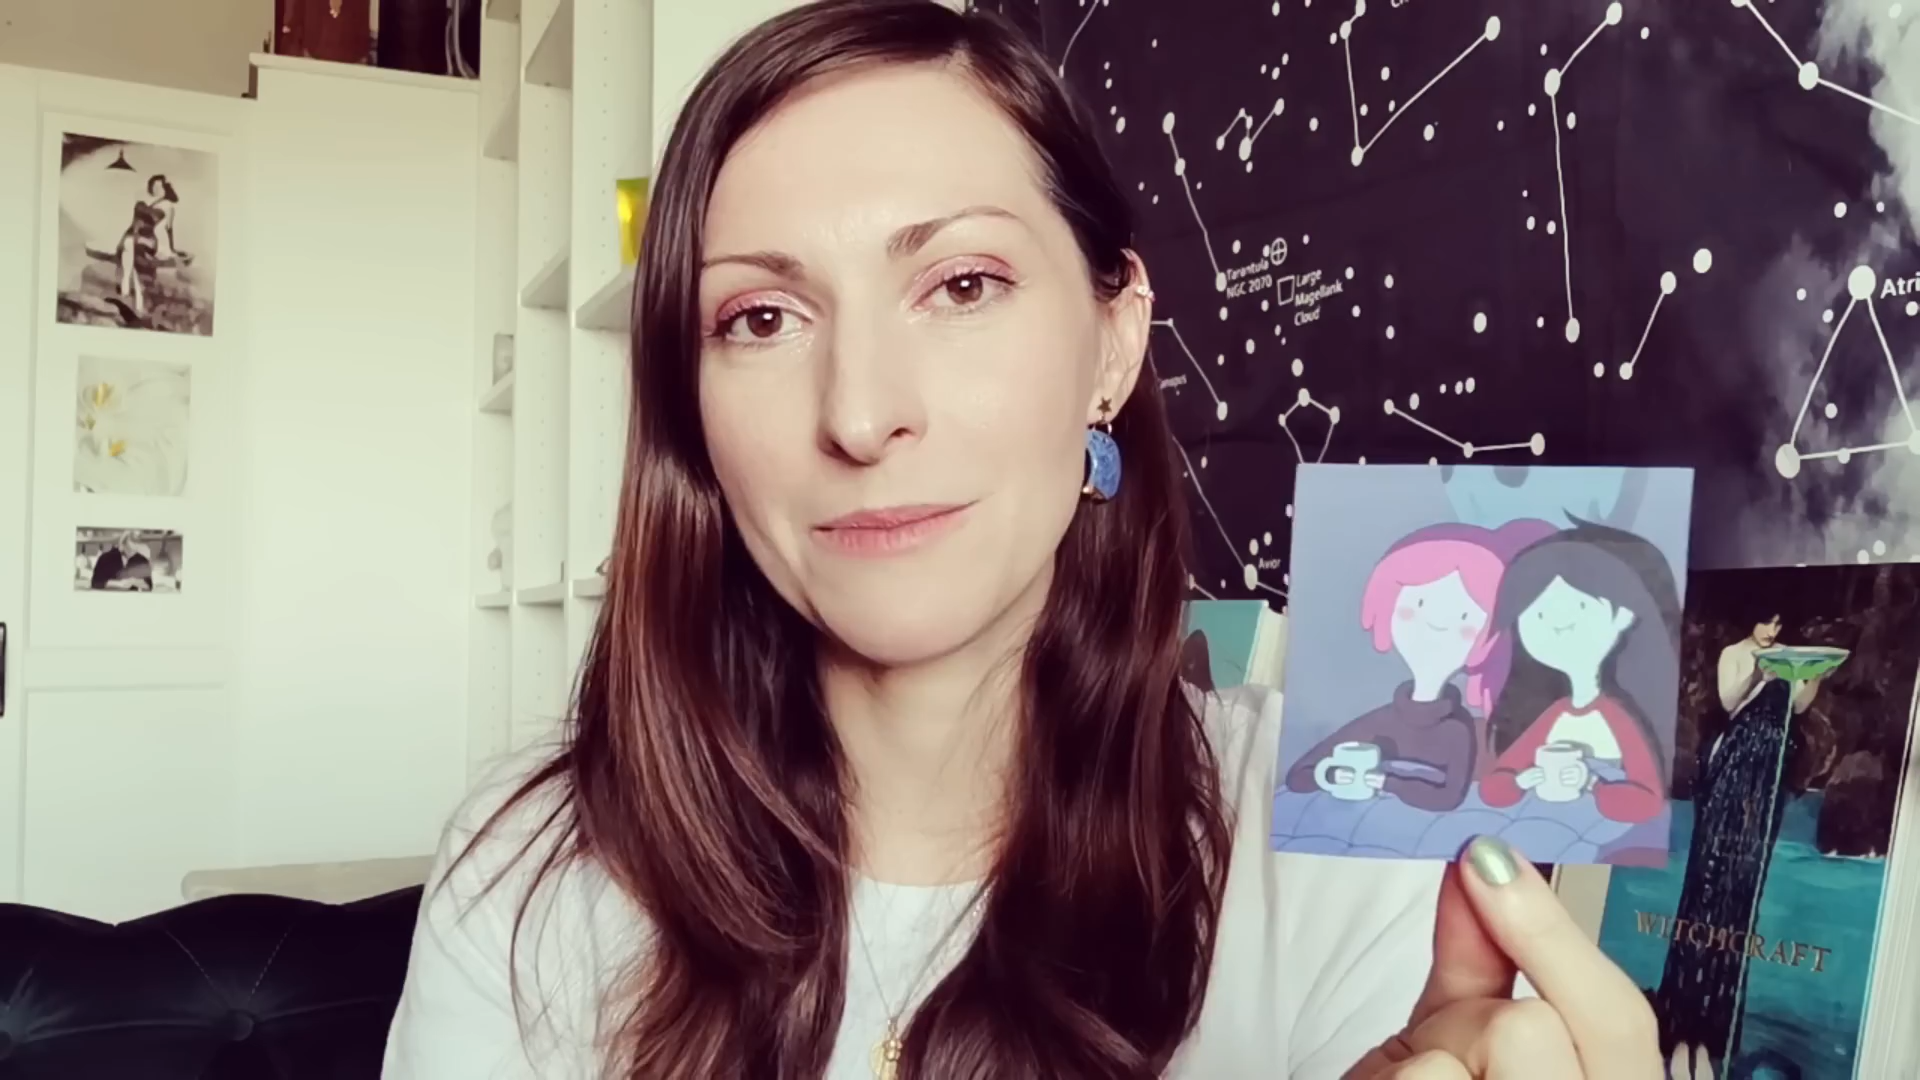 Tarantula
NGC 2070
Large
Magellank
Cloud
Atri
Avior
WITCHCRAFT